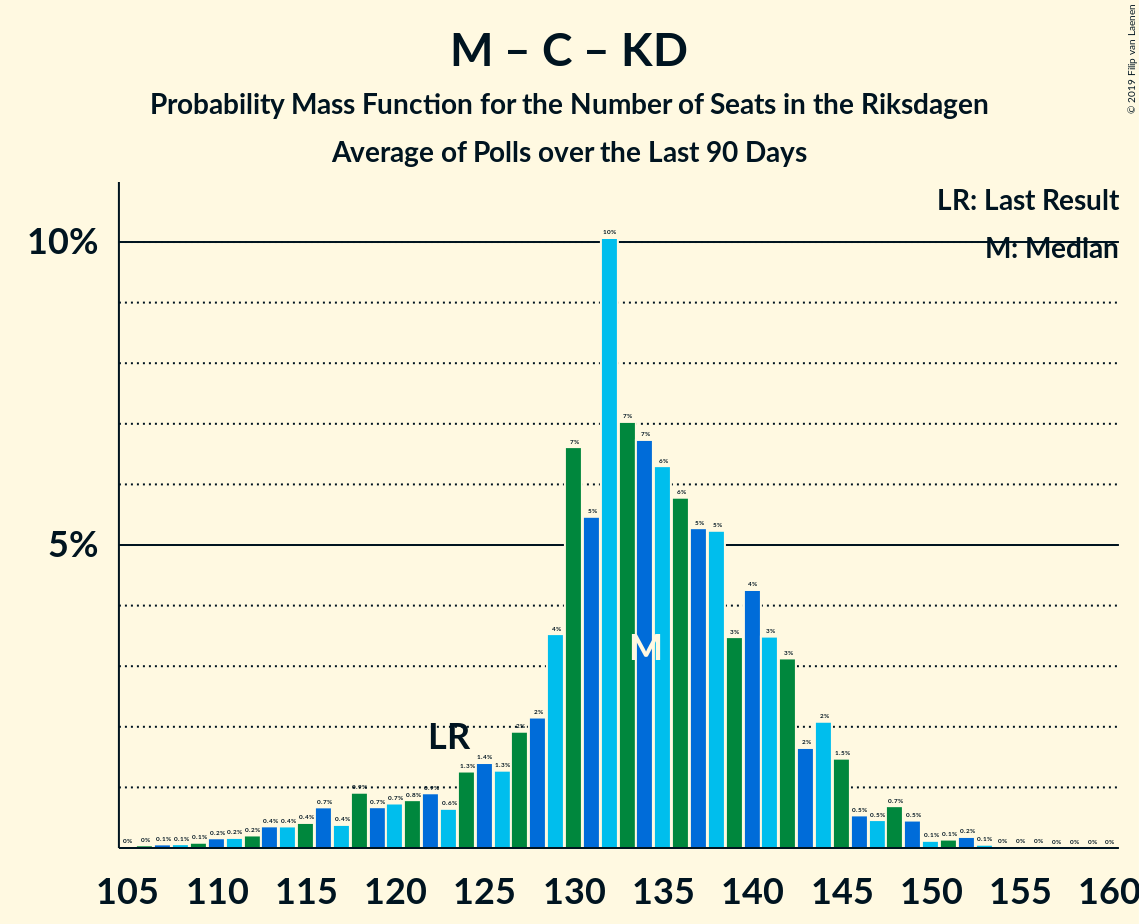 M – C – KD
Probability Mass Function for the Number of Seats in the Riksdagen
Average of Polls over the Last 90 Days
© 2019 Filip van Laenen
LR: Last Result
M: Median
10%
5%
0% 0% 0.1% 0.1% 0.1% 0.2% 0.2% 0.2% 0.4% 0.4% 0.4% 0.7% 0.4% 0.9% 0.7% 0.7% 0.8% 0.9% 0.6% 1.3% 1.4% 1.3% 2% 2% 4% 7% 5% 10% 7% 7% 6% 6% 5% 5% 3% 4% 3% 3% 2% 2% 1.5% 0.5% 0.5% 0.7% 0.5% 0.1% 0.1% 0.2% 0.1% 0% 0% 0% 0% 0% 0% 0%
LR
M
105 110 115 120 125 130 135 140 145 150 155 160